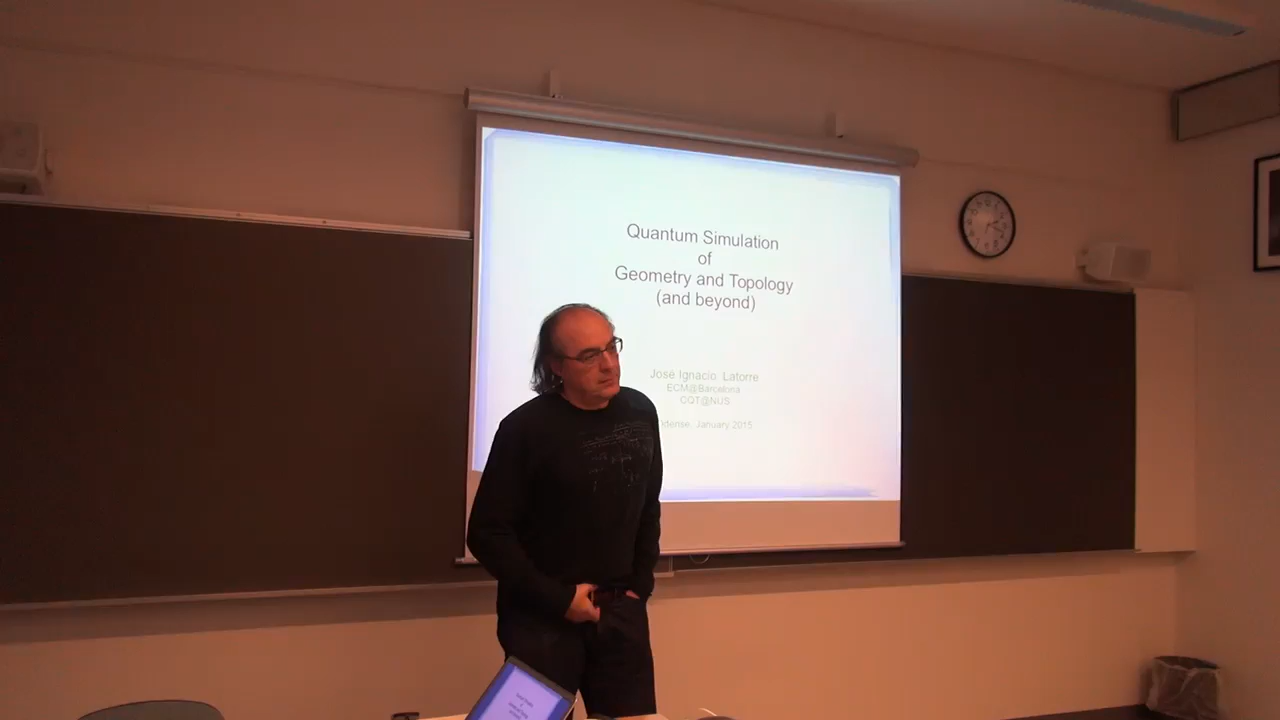 Quantum Simulation
of
Geometry and Topology
(and beyond)
José Ignacio Latorre
ECM@Barcelona
CQT@NUS
January 2015